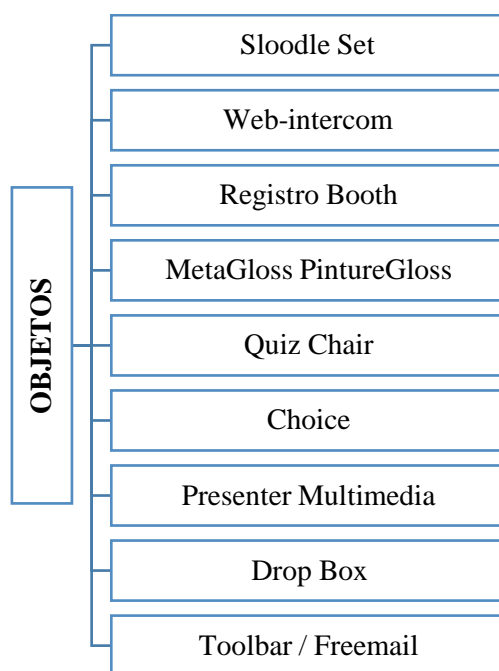 OBJETOS
Sloodle Set
Web-intercom
Registro Booth
MetaGloss PintureGloss
Quiz Chair
Choice
Presenter Multimedia
Drop Box
Toolbar / Freemail